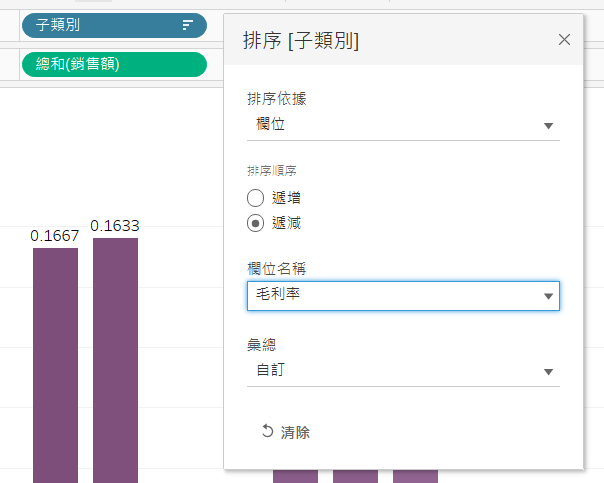 子類別
總和(銷售額)
0.1667
0.1633
排序 [子類別]
排序依據
欄位
排序順序
遞增
遞減
欄位名稱
毛利率
彙總
自訂
清除